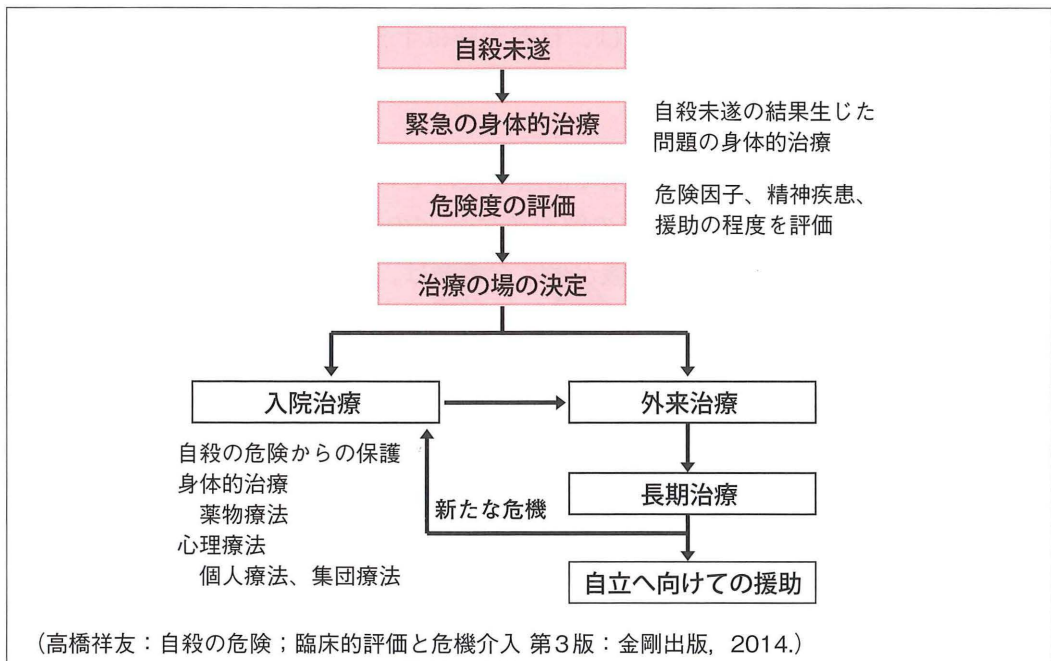 自殺未遂
緊急の身体的治療
自殺未遂の結果生じた
問題の身体的治療
危険度の評価
危険因子、精神疾患、
援助の程度を評価
治療の場の決定
入院治療
外来治療
自殺の危険からの保護
身体的治療
薬物療法
心理療法
個人療法、集団療法
新たな危機
長期治療
自立へ向けての援助
(高橋祥友：自殺の危険；臨床的評価と危機介入 第3版：金剛出版，2014.)